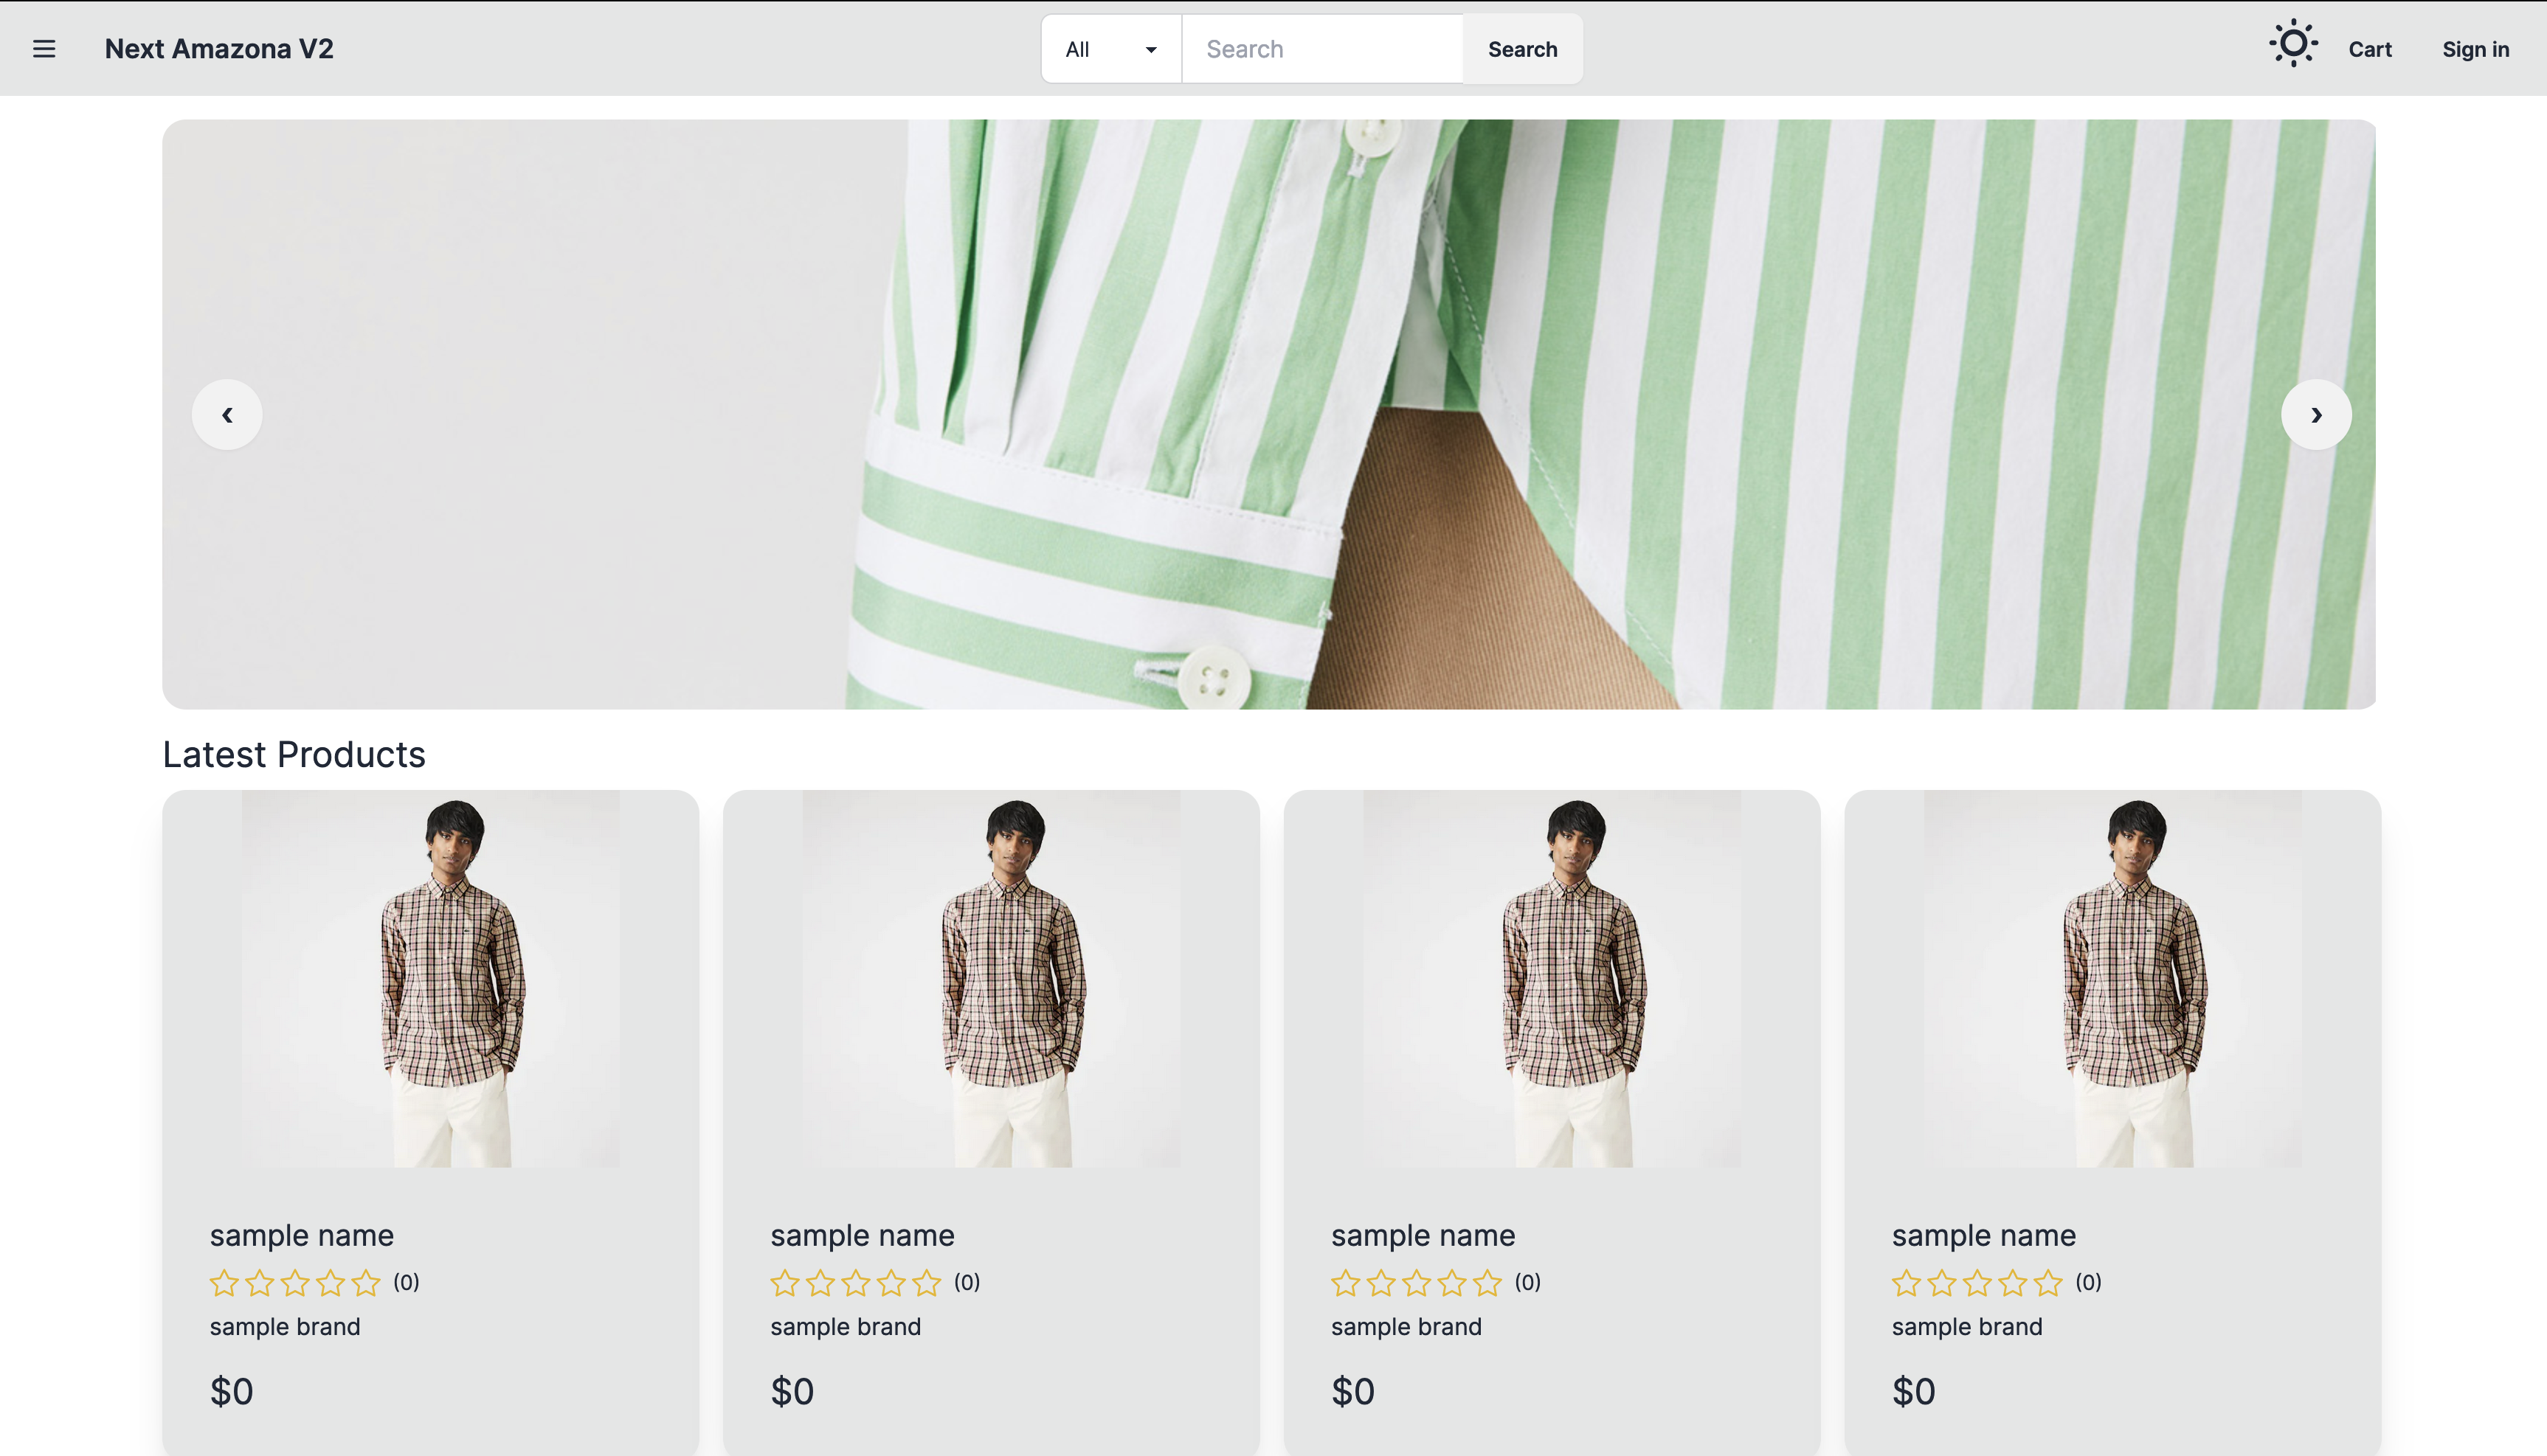 Next Amazona V2
All
Search
Search
Cart
Sign in
‹
›
Latest Products
sample name
(0)
sample brand
$0
sample name
(0)
sample brand
$0
sample name
(0)
sample brand
$0
sample name
(0)
sample brand
$0